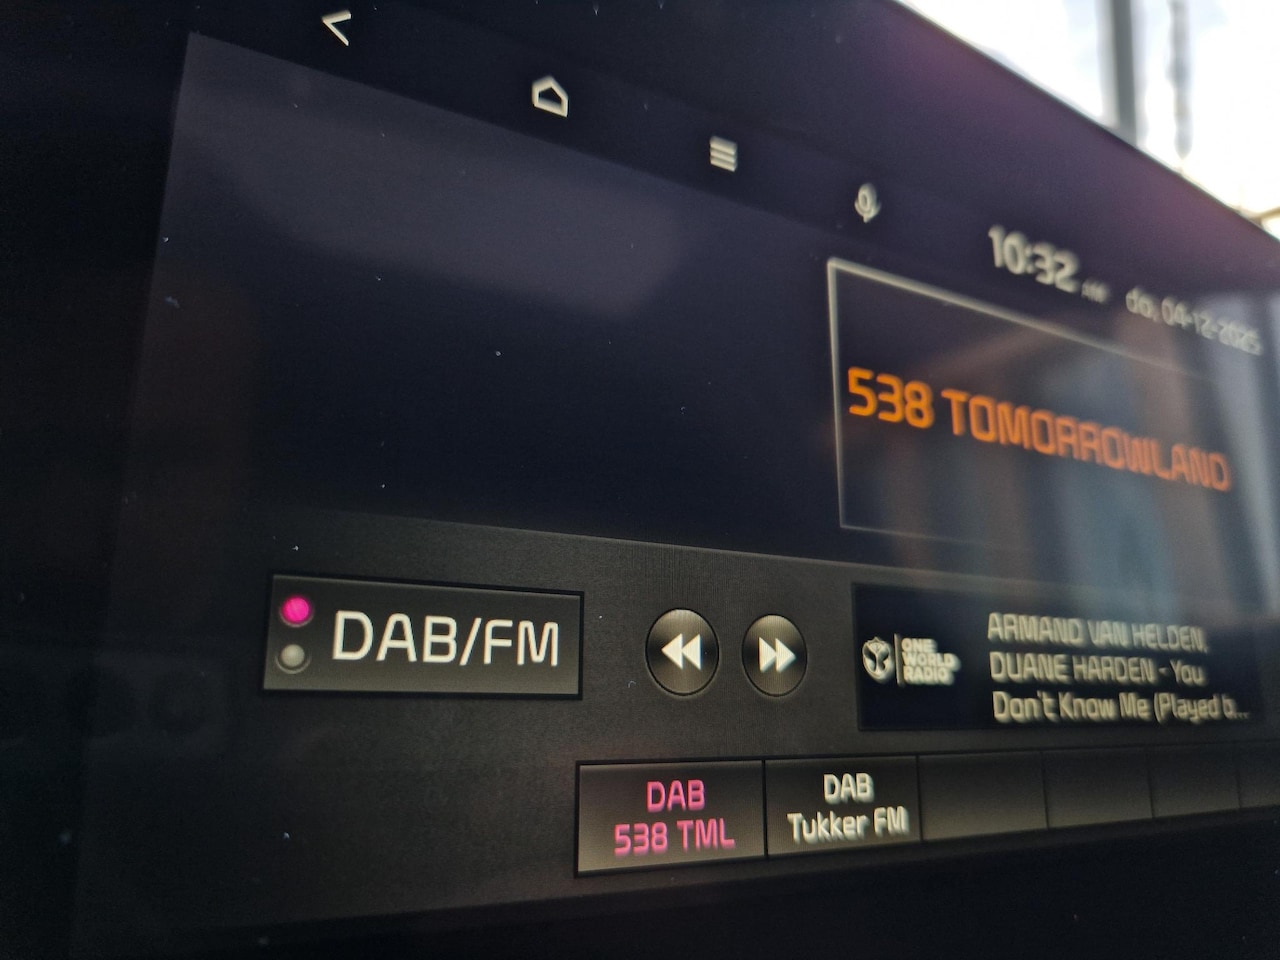 10:32 AM do, 04-12-2025
538 TOMORROWLAND
DAB/FM
ONE
WORLD
RADIO
ARMAND VAN HELDEN,
DUANE HARDEN - You
Don't Know Me (Played b...
DAB
538 TML
DAB
Tukker FM